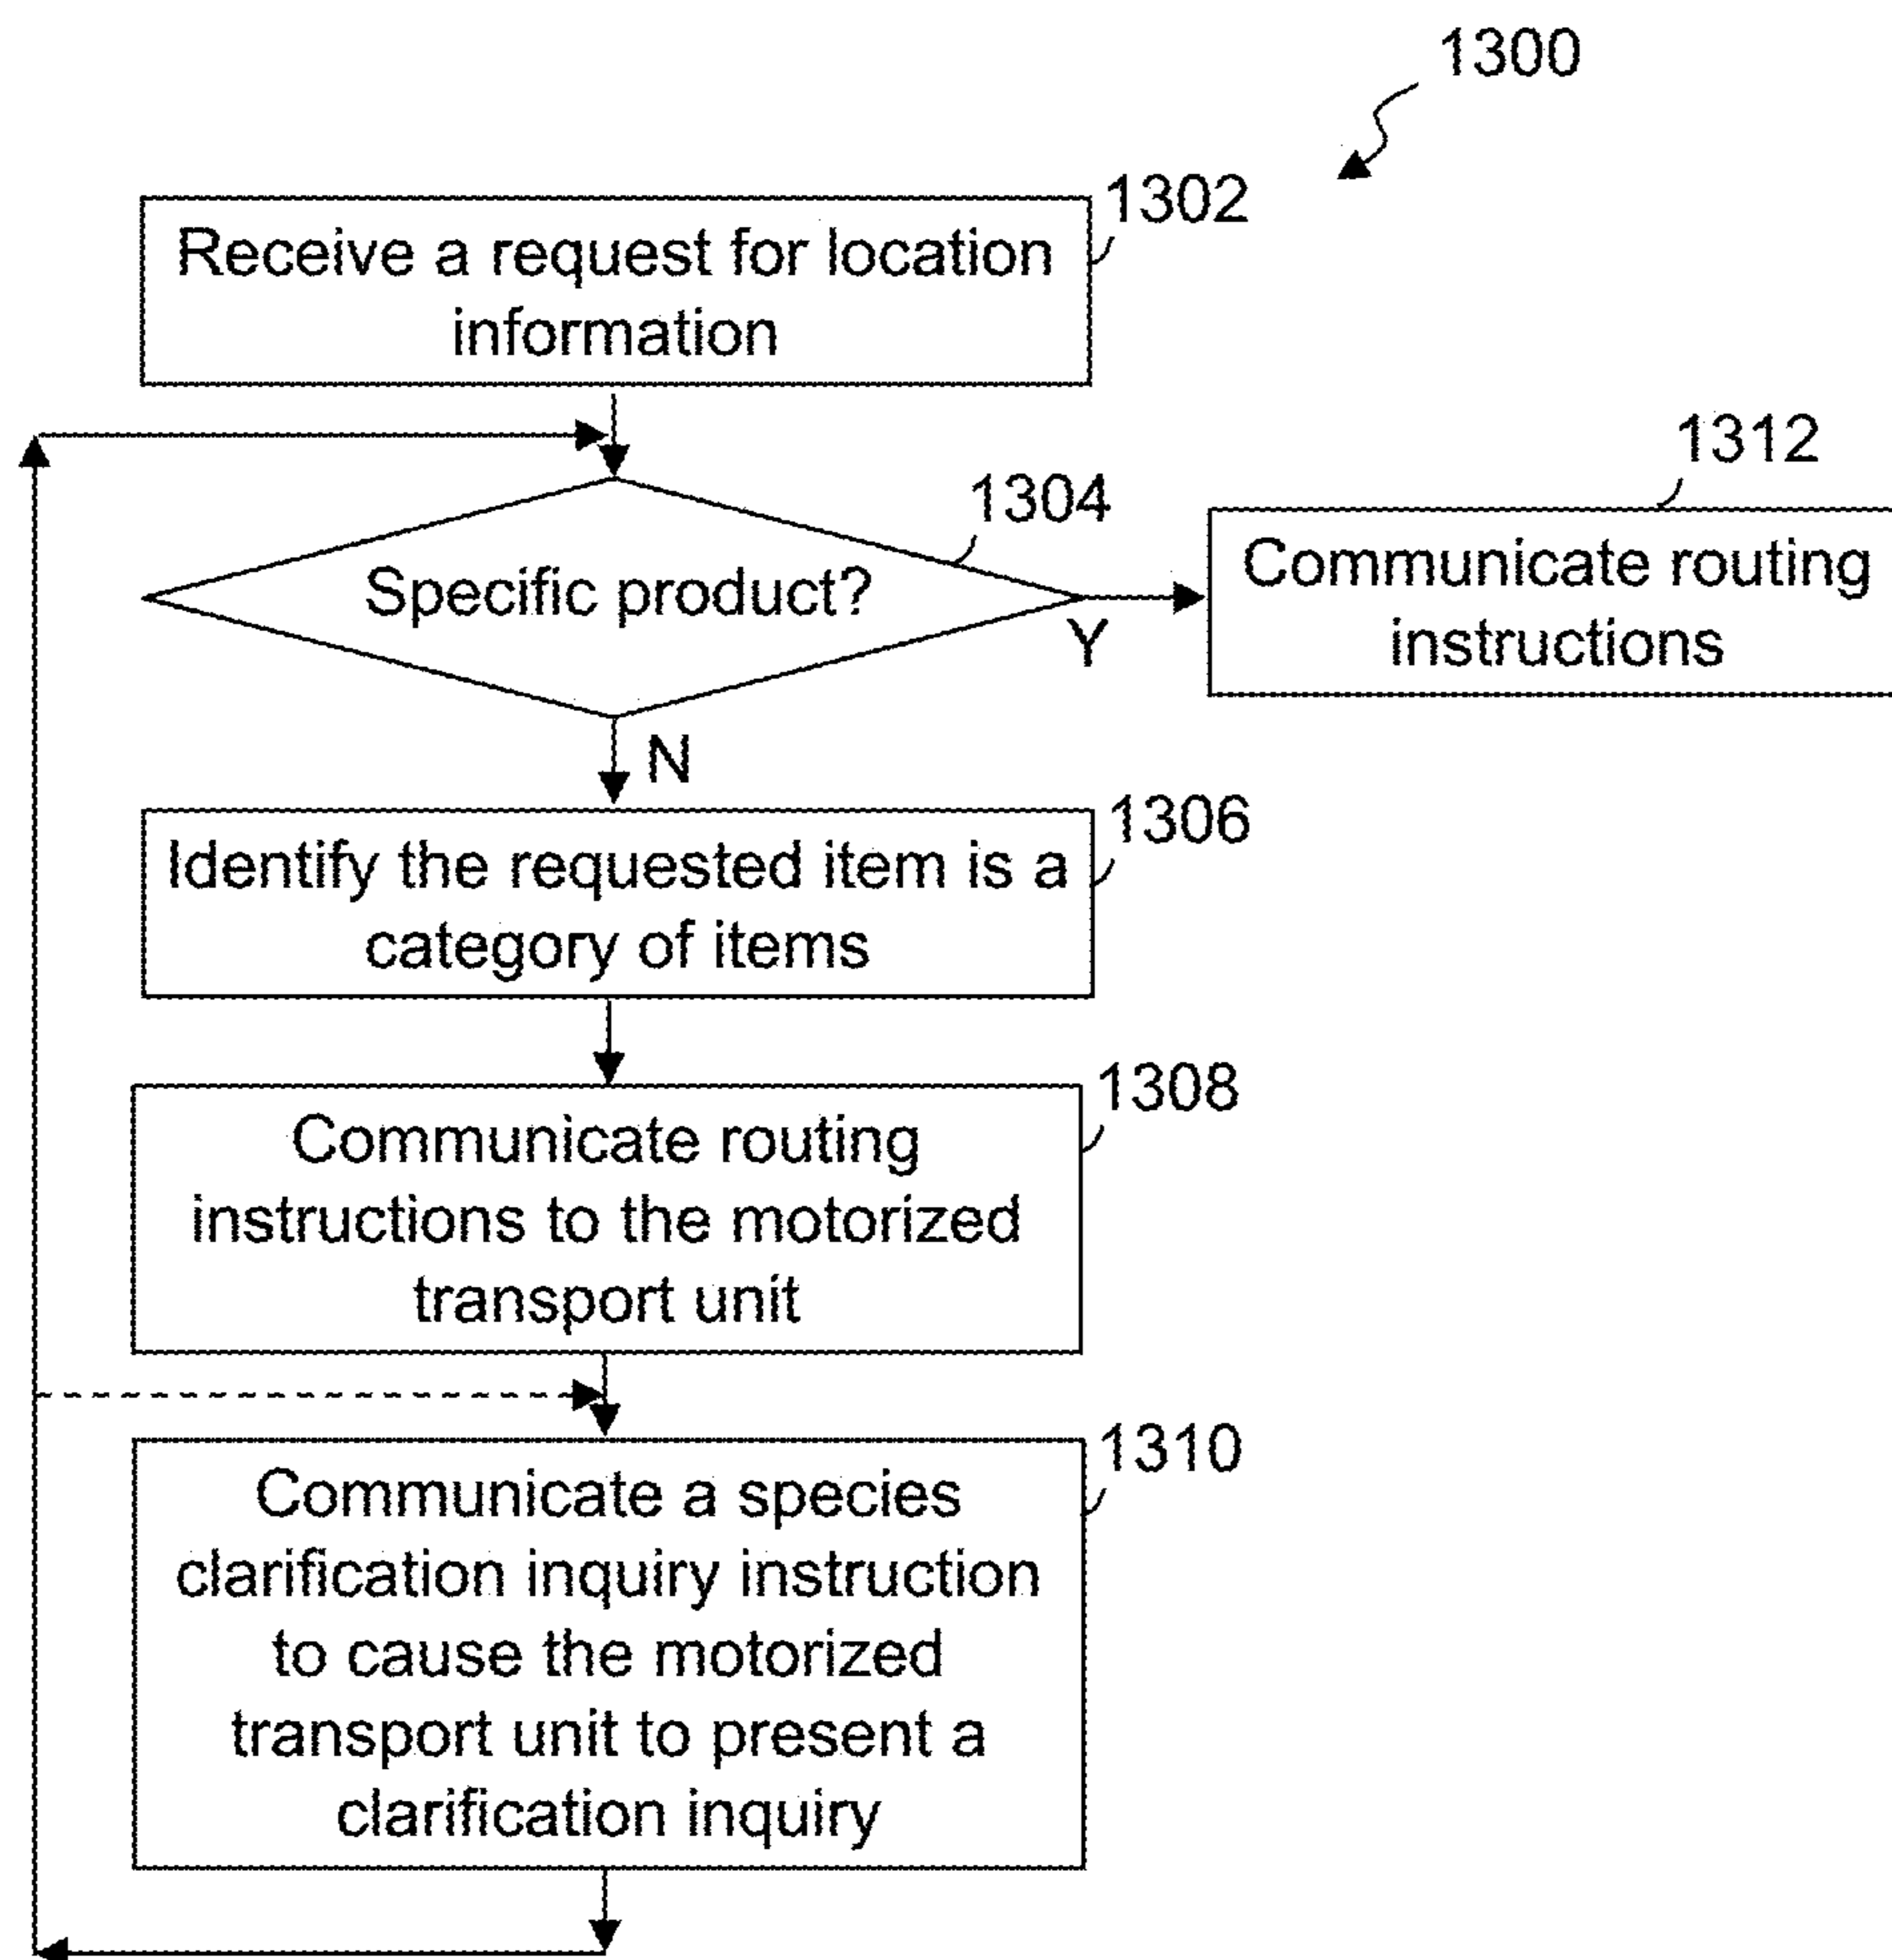 1300
1302
Receive a request for location
information
1304
Specific product?
Y
1312
Communicate routing
instructions
N
1306
Identify the requested item is a
category of items
1308
Communicate routing
instructions to the motorized
transport unit
1310
Communicate a species
clarification inquiry instruction
to cause the motorized
transport unit to present a
clarification inquiry